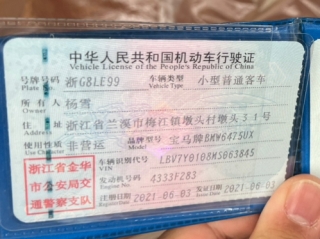 中华人民共和国机动车行驶证
Vehicle License of the People's Republic of China
号牌号码 浙G8LE99 车辆类型 小型普通客车
Plate No. Vehicle Type
所有人 杨雪
住址 浙江省兰溪市梅江镇墩头村墩头31号
使用性质 非营运 品牌型号 宝马牌BMW6475UX
车辆识别代号 LBV7Y0108MS063845
VIN
浙江省金华
市公安局交
通警察支队
发动机号码 4333F283
Engine No.
注册日期 2021-06-03 发证日期 2021-06-03